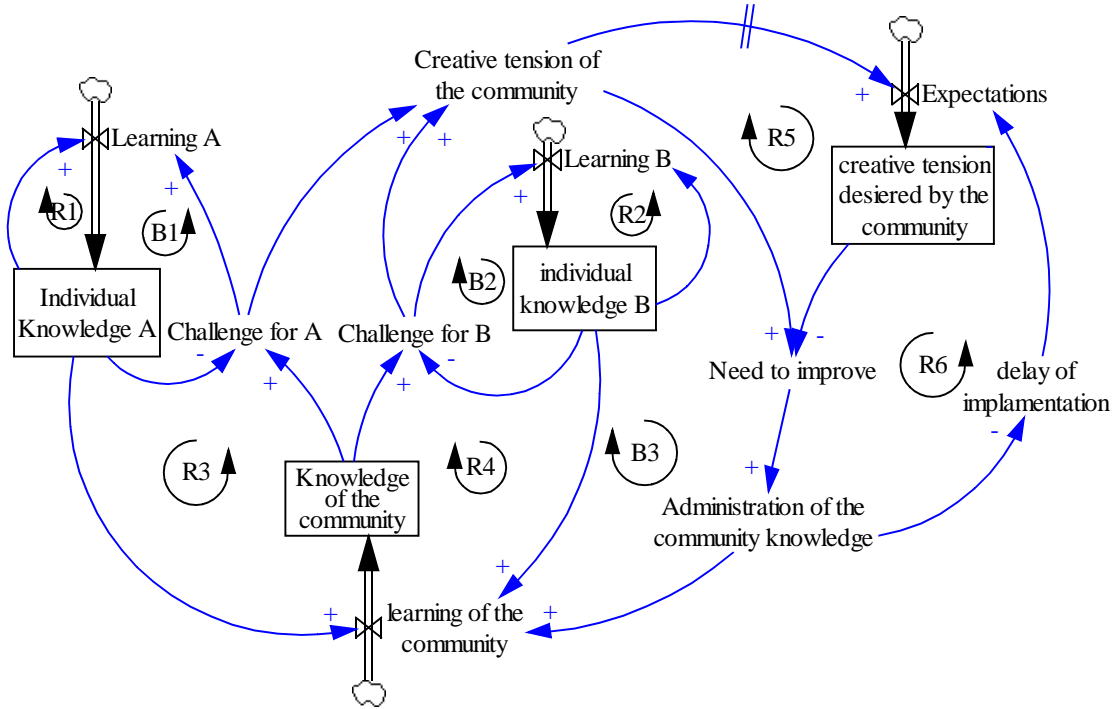 Creative tension of
the community
+
Expectations
Learning A
+
+
+
+
Learning B
+
R5
creative tension
desiered by the
community
R1
B1
R2
B2
individual
knowledge B
Individual
Knowledge A
Challenge for A
Challenge for B
-
-
+
+
+
-
Need to improve
R6
delay of
implamentation
-
R3
R4
B3
Knowledge
of the
community
+
Administration of the
community knowledge
+
+
+
learning of the
community